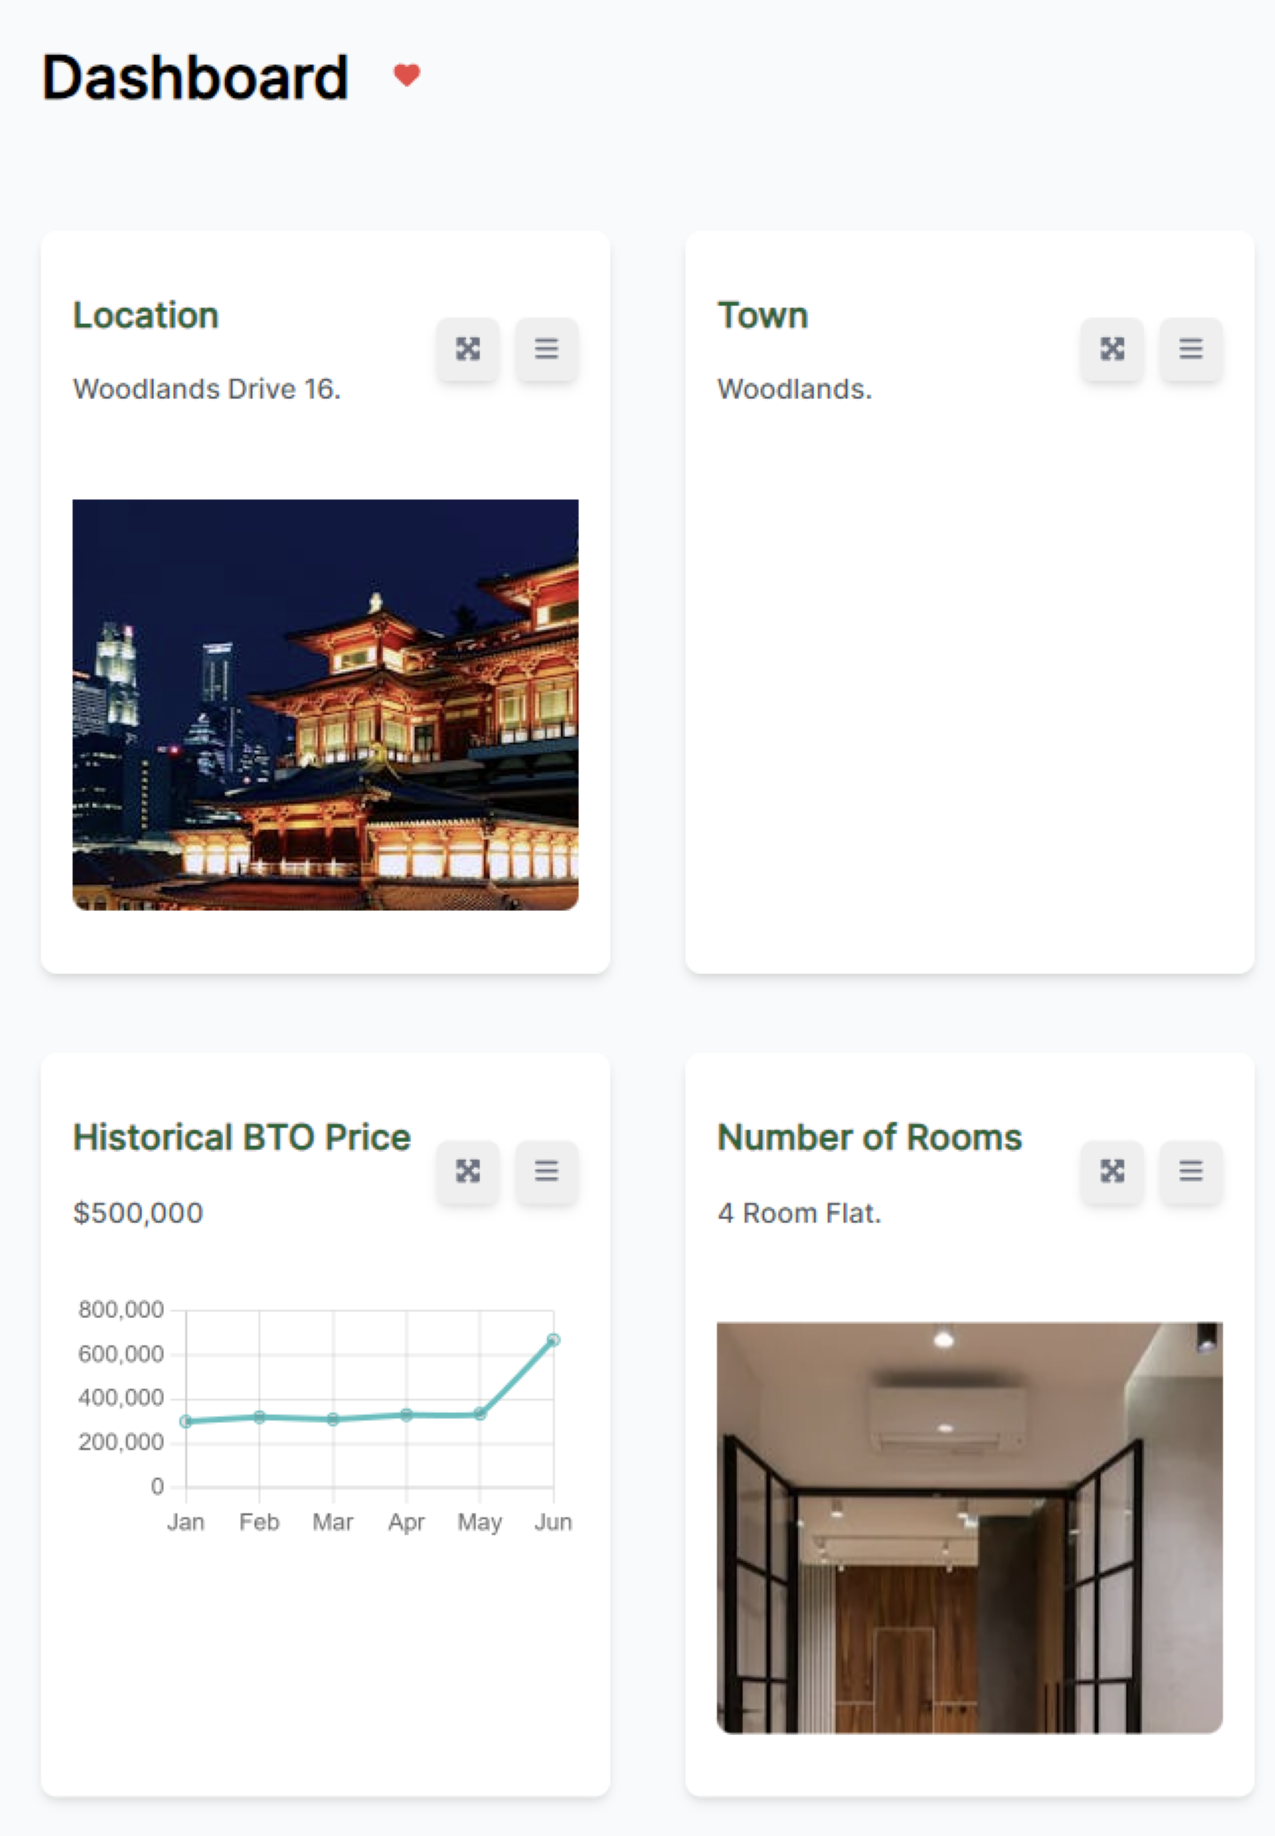 Dashboard
Location
Woodlands Drive 16.
Town
Woodlands.
Historical BTO Price
$500,000
800,000
600,000
400,000
200,000
0
Jan Feb Mar Apr May Jun
Number of Rooms
4 Room Flat.